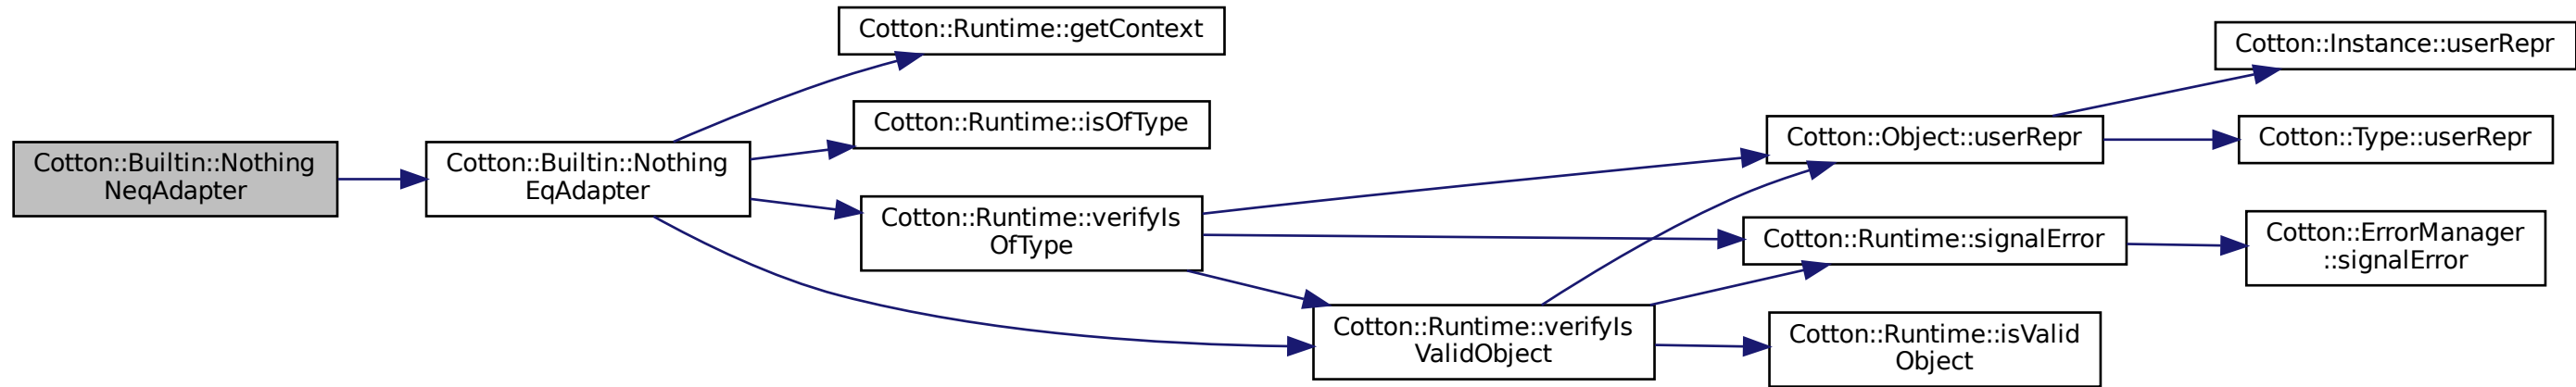 Cotton::Builtin::Nothing
NeqAdapter
Cotton::Builtin::Nothing
EqAdapter
Cotton::Runtime::getContext
Cotton::Runtime::isOfType
Cotton::Runtime::verifyIs
OfType
Cotton::Runtime::verifyIs
ValidObject
Cotton::Object::userRepr
Cotton::Runtime::signalError
Cotton::Runtime::isValid
Object
Cotton::Instance::userRepr
Cotton::Type::userRepr
Cotton::ErrorManager
::signalError